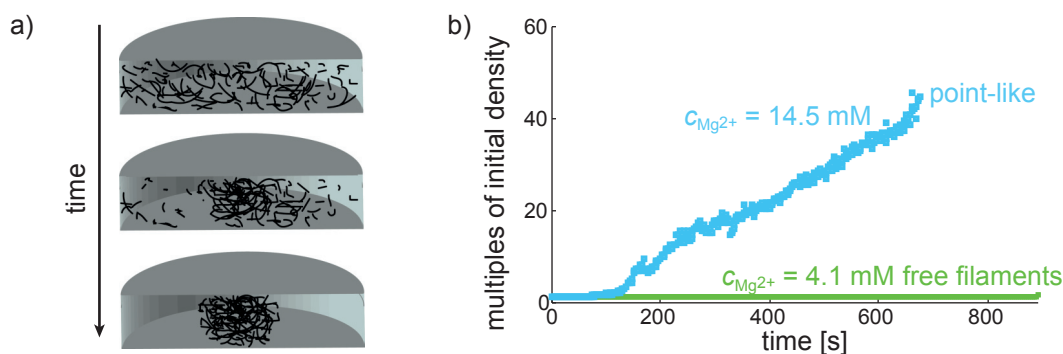 a)
time
b)
multiples of initial density
60
40
20
0
0
200
400
600
800
time [s]
point-like
cMg2+ = 14.5 mM
cMg2+ = 4.1 mM free filaments